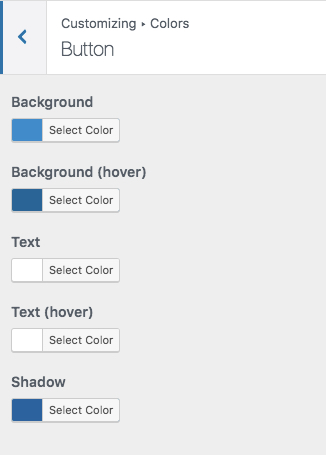 Customizing ▸ Colors
Button
Background
Select Color
Background (hover)
Select Color
Text
Select Color
Text (hover)
Select Color
Shadow
Select Color